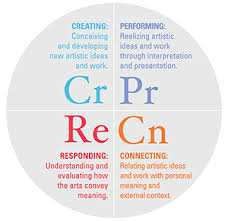 CREATING:
Conceiving
and developing
new artistic ideas
and work.
Cr
PERFORMING:
Realizing artistic
ideas and work
through interpretation
and presentation.
Pr
Re
RESPONDING:
Understanding and
evaluating how
the arts convey
meaning.
Cn
CONNECTING:
Relating artistic ideas
and work with personal
meaning and
external context.